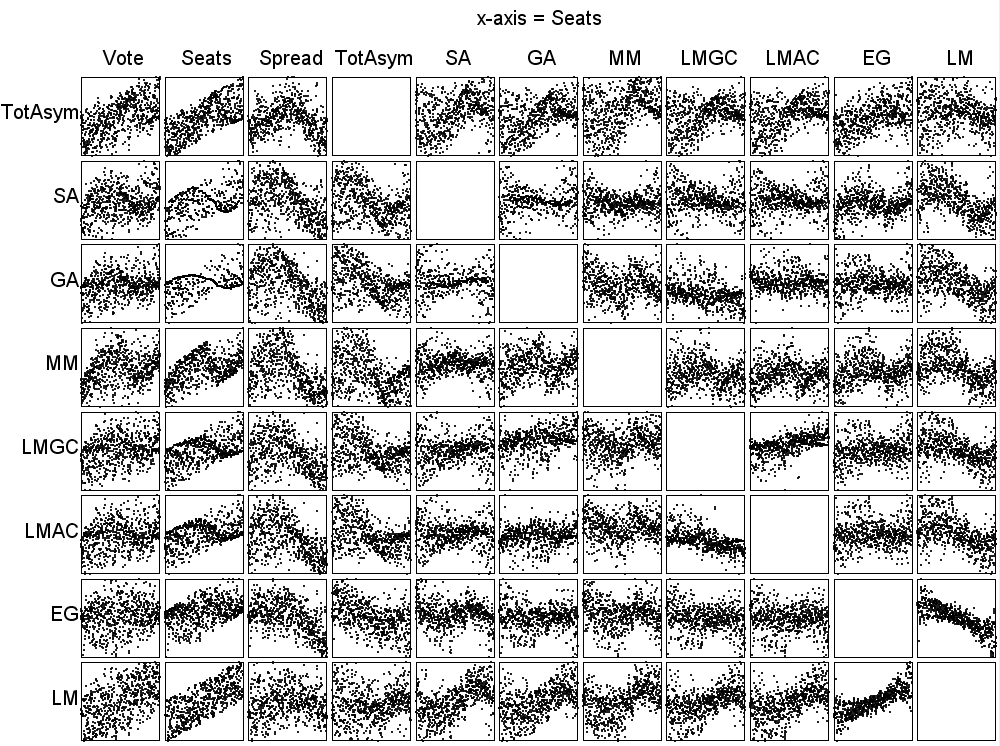 x-axis = Seats
Vote Seats Spread TotAsym SA GA MM LMGC LMAC EG LM
TotAsym
SA
GA
MM
LMGC
LMAC
EG
LM